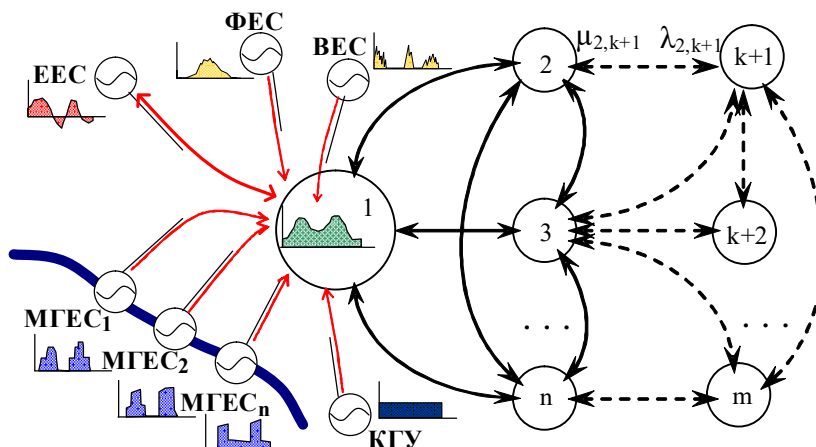 ФЕС
ВЕС
ЕЕС
μ2,k+1 λ2,k+1
2
k+1
1
3
k+2
МГЕС1
МГЕС2
МГЕСn
КГУ
. . .
. . .
n
m